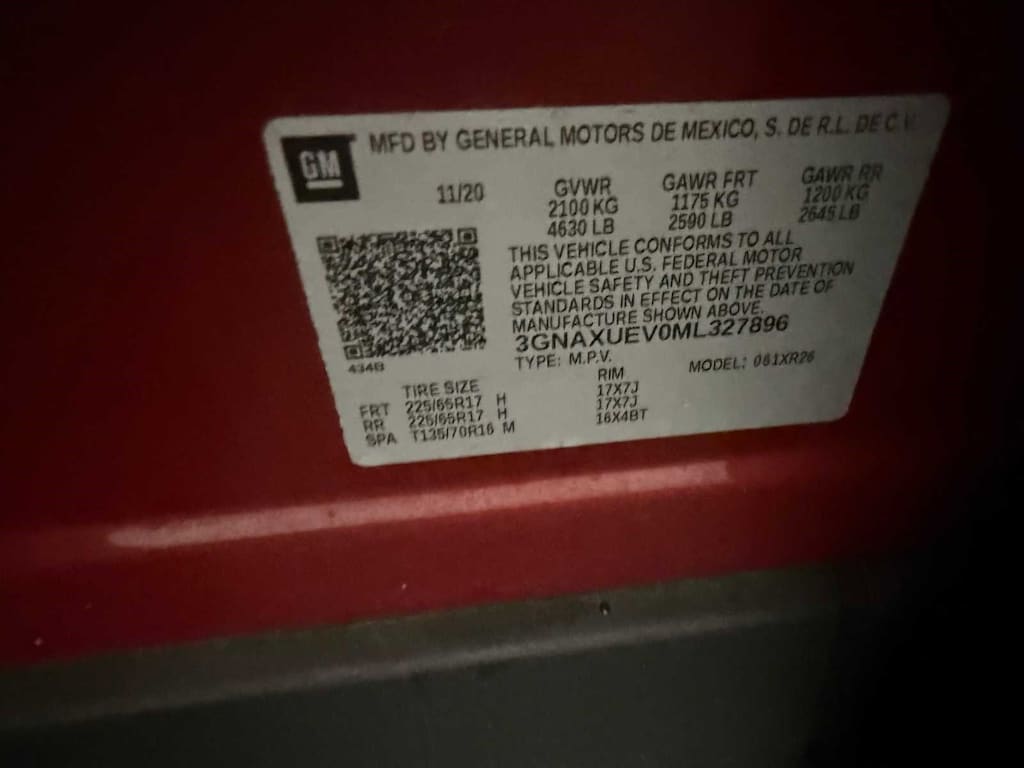 GM
MFD BY GENERAL MOTORS DE MEXICO, S. DE R.L. DE C.V.
11/20
GVWR GAWR FRT GAWR RR
2100 KG 1175 KG 1200 KG
4630 LB 2590 LB 2645 LB
THIS VEHICLE CONFORMS TO ALL
APPLICABLE U.S. FEDERAL MOTOR
VEHICLE SAFETY AND THEFT PREVENTION
STANDARDS IN EFFECT ON THE DATE OF
MANUFACTURE SHOWN ABOVE.
3GNAXUEV0ML327896
434B
TYPE: M.P.V. MODEL: 061XR26
TIRE SIZE RIM
FRT 225/65R17 H 17X7J
RR 225/65R17 H 17X7J
SPA T135/70R16 M 16X4BT